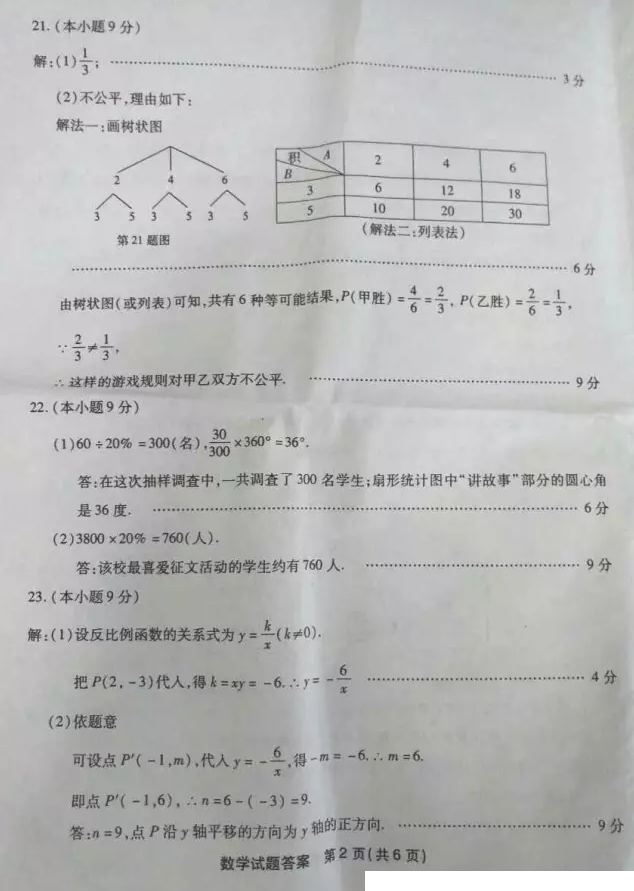 21.(本小题9分)
解:(1)1/3; 3分
(2)不公平,理由如下:
解法一:画树状图
2 4 6
3 5 3 5 3 5
第21题图
积 A B 2 4 6
3 6 12 18
5 10 20 30
(解法二:列表法)
6分
由树状图(或列表)可知,共有6种等可能结果,P(甲胜)=4/6=2/3, P(乙胜)=2/6=1/3,
∵2/3≠1/3,
∴这样的游戏规则对甲乙双方不公平. 9分
22.(本小题9分)
(1)60÷20%=300(名),30/300×360°=36°.
答:在这次抽样调查中,一共调查了300名学生;扇形统计图中“讲故事”部分的圆心角
是36度. 6分
(2)3800×20%=760(人).
答:该校最喜爱征文活动的学生约有760人. 9分
23.(本小题9分)
解:(1)设反比例函数的关系式为y=k/x(k≠0).
把P(2,-3)代入,得k=xy=-6.∴y=-6/x 4分
(2)依题意
可设点P′(-1,m),代入y=-6/x,得-m=-6.∴m=6.
即点P′(-1,6),∴n=6-(-3)=9.
答:n=9,点P沿y轴平移的方向为y轴的正方向. 9分
数学试题答案 第2页(共6页)